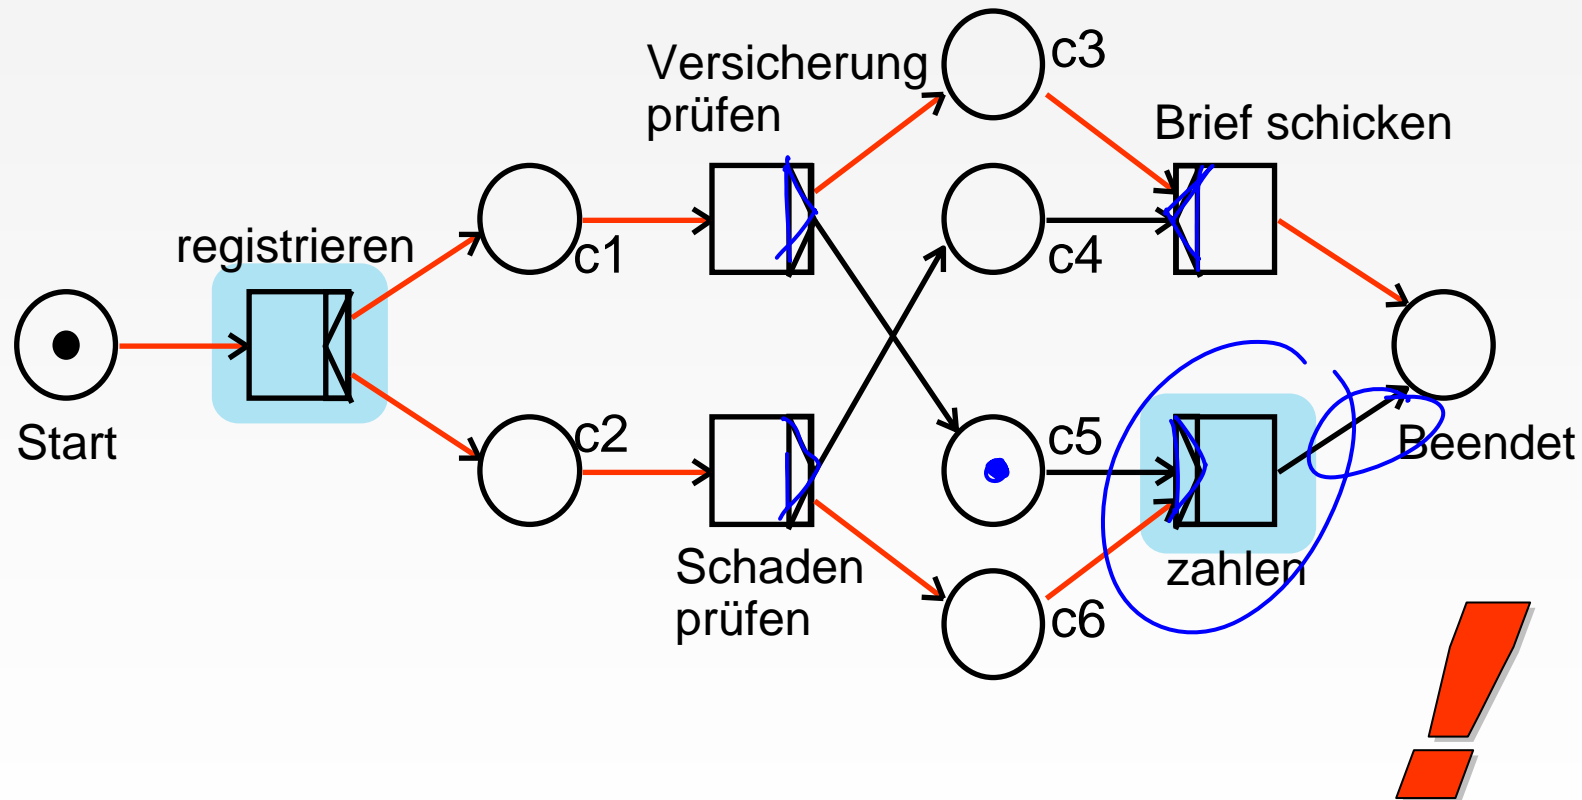 Versicherung
prüfen
c3
Brief schicken
registrieren
c1
c4
Start
c2
c5
Beendet
Schaden
prüfen
zahlen
c6
!